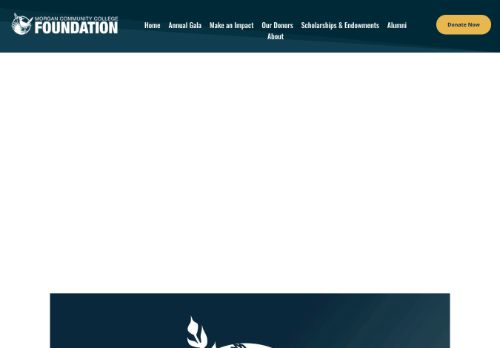 MORGAN COMMUNITY COLLEGE
FOUNDATION
Home Annual Gala Make an Impact Our Donors Scholarships & Endowments Alumni
About
Donate Now